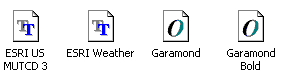 ESRI US
MUTCD 3
ESRI Weather
Garamond
Garamond
Bold